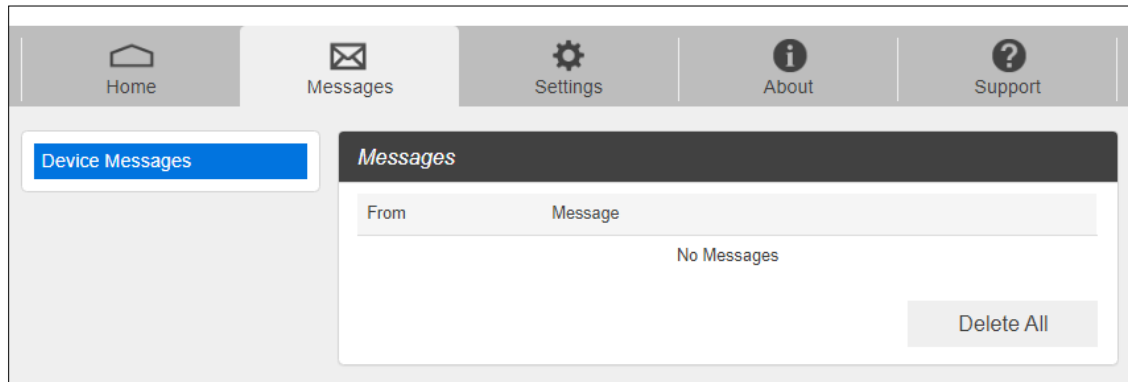 Home Messages Settings About Support
Device Messages
Messages
From Message
No Messages
Delete All